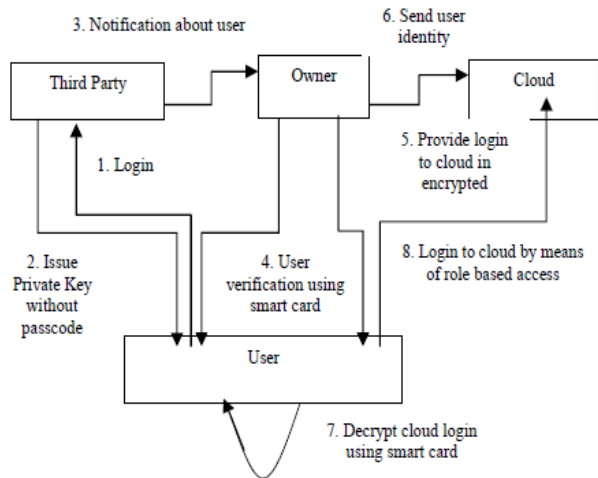 3. Notification about user
6. Send user
identity
Third Party
Owner
Cloud
1. Login
5. Provide login
to cloud in
encrypted
2. Issue
Private Key
without
passcode
4. User
verification using
smart card
8. Login to cloud by means
of role based access
User
7. Decrypt cloud login
using smart card